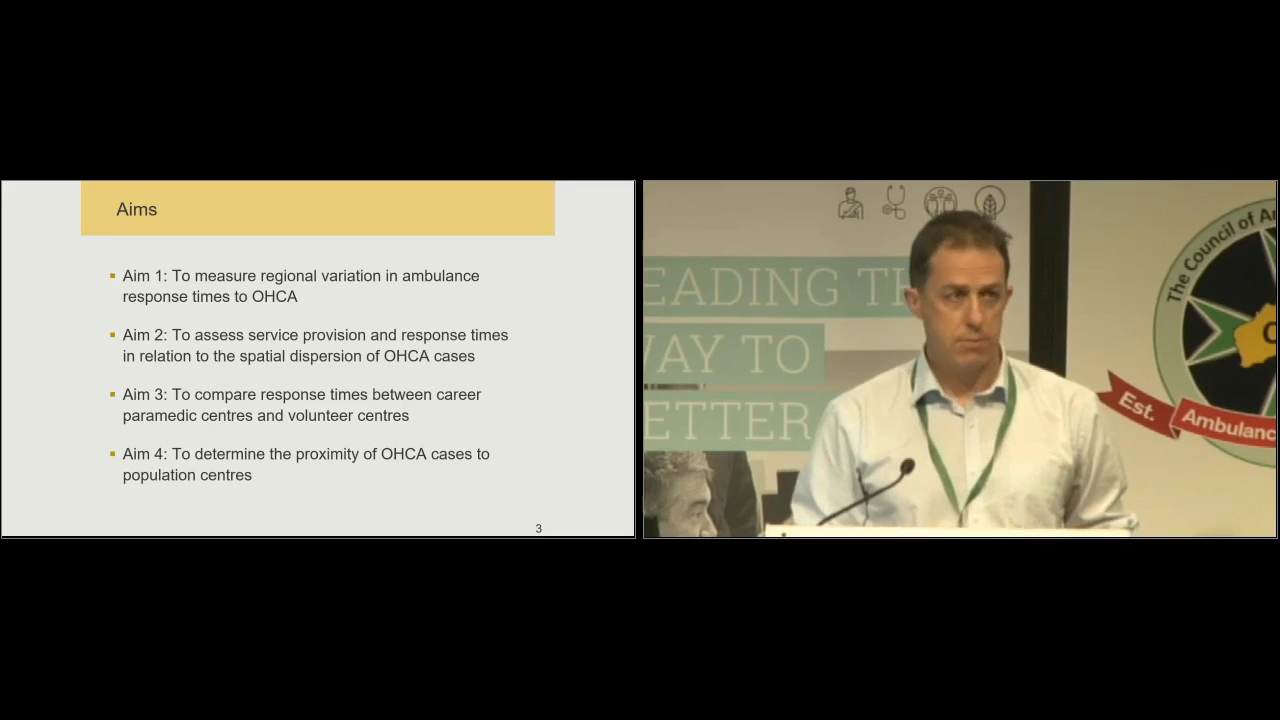 Aims
Aim 1: To measure regional variation in ambulance
response times to OHCA
Aim 2: To assess service provision and response times
in relation to the spatial dispersion of OHCA cases
Aim 3: To compare response times between career
paramedic centres and volunteer centres
Aim 4: To determine the proximity of OHCA cases to
population centres
3
EADING TH
WAY TO
ETTER
The Council of A
Est.
Ambulanc